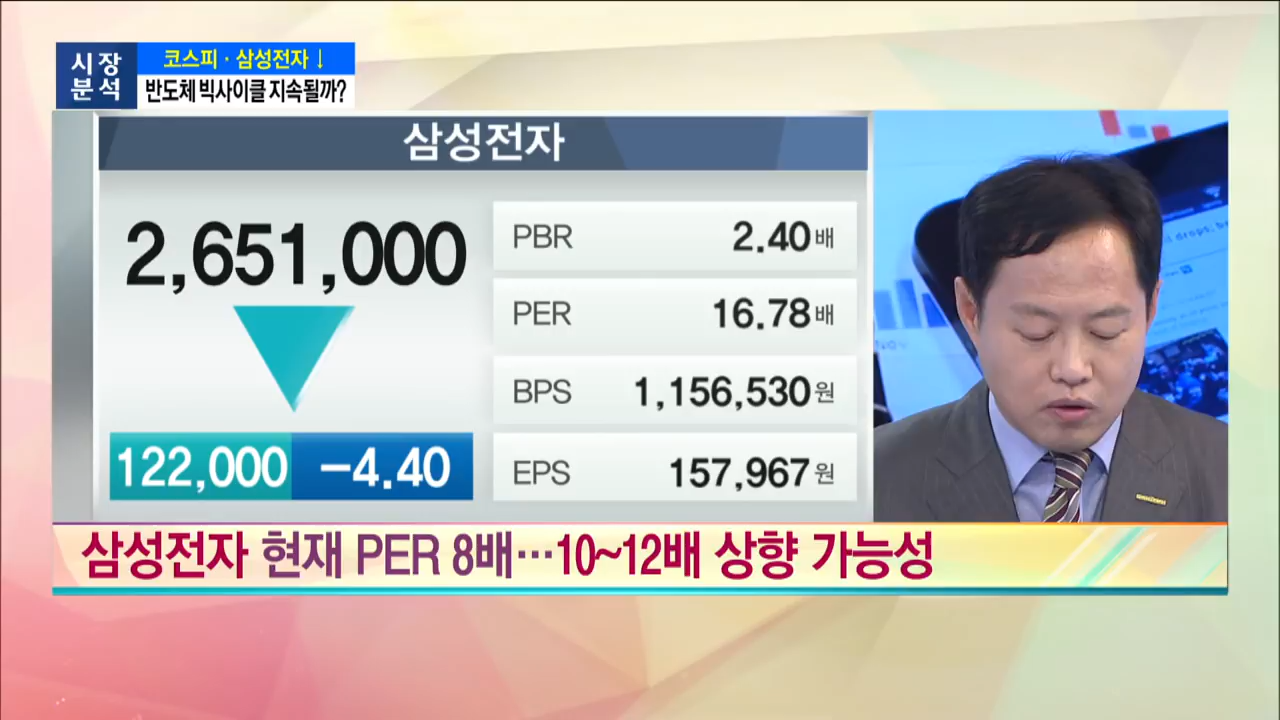 시장
분석
코스피·삼성전자↓
반도체 빅사이클 지속될까?
삼성전자
2,651,000
122,000 -4.40
PBR 2.40배
PER 16.78배
BPS 1,156,530원
EPS 157,967원
삼성전자 현재 PER 8배…10~12배 상향 가능성